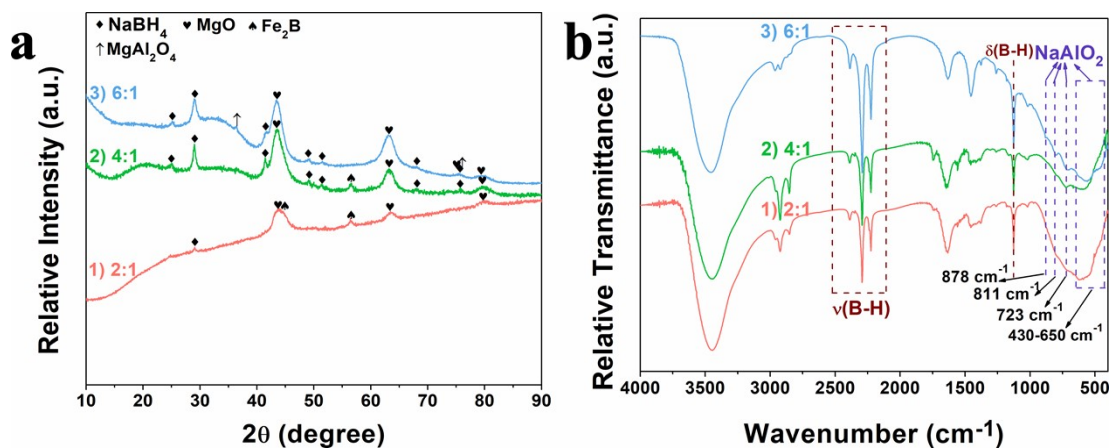 a
♦ NaBH4 ♥ MgO ♠ Fe2B
↑ MgAl2O4
3) 6:1
2) 4:1
1) 2:1
Relative Intensity (a.u.)
10 20 30 40 50 60 70 80 90
2θ (degree)
b
3) 6:1
δ(B-H)
NaAlO2
2) 4:1
1) 2:1
ν(B-H)
878 cm-1
811 cm-1
723 cm-1
430-650 cm-1
Relative Transmittance (a.u.)
4000 3500 3000 2500 2000 1500 1000 500
Wavenumber (cm-1)